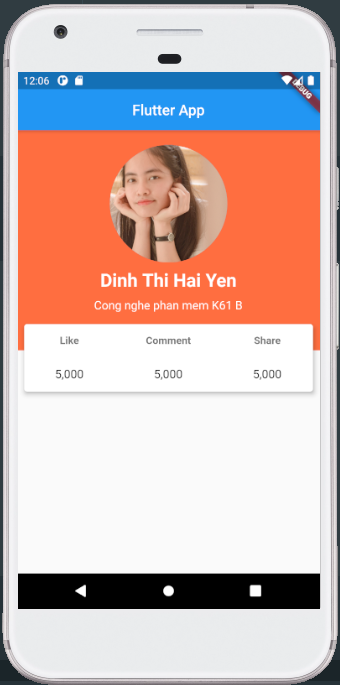 12:06
DEBUG
Flutter App
Dinh Thi Hai Yen
Cong nghe phan mem K61 B
Like Comment Share
5,000 5,000 5,000